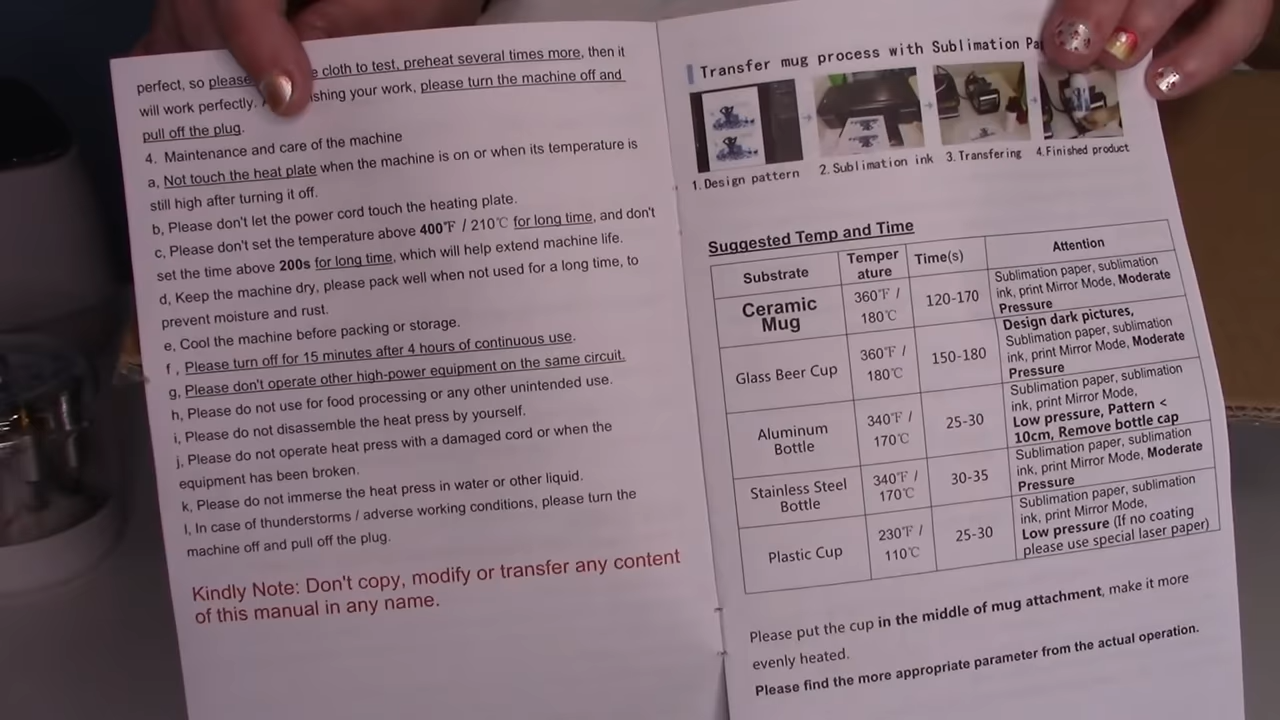 perfect, so please e cloth to test, preheat several times more, then it
will work perfectly. ishing your work, please turn the machine off and
pull off the plug.
4. Maintenance and care of the machine
a, Not touch the heat plate when the machine is on or when its temperature is
still high after turning it off.
b, Please don't let the power cord touch the heating plate.
c, Please don't set the temperature above 400℉ / 210℃ for long time, and don't
set the time above 200s for long time, which will help extend machine life.
d, Keep the machine dry, please pack well when not used for a long time, to
prevent moisture and rust.
e, Cool the machine before packing or storage.
f , Please turn off for 15 minutes after 4 hours of continuous use.
g, Please don't operate other high-power equipment on the same circuit.
h, Please do not use for food processing or any other unintended use.
i, Please do not disassemble the heat press by yourself.
j, Please do not operate heat press with a damaged cord or when the
equipment has been broken.
k, Please do not immerse the heat press in water or other liquid.
l, In case of thunderstorms / adverse working conditions, please turn the
machine off and pull off the plug.
Kindly Note: Don't copy, modify or transfer any content
of this manual in any name.
Transfer mug process with Sublimation Pa
1.Design pattern 2.Sublimation ink 3.Transfering 4.Finished product
Suggested Temp and Time
Substrate
Temper
ature
Time(s)
Attention
Ceramic
Mug
360℉ /
180℃
120-170
Sublimation paper, sublimation
ink, print Mirror Mode, Moderate
Pressure
Glass Beer Cup
360℉ /
180℃
150-180
Design dark pictures,
Sublimation paper, sublimation
ink, print Mirror Mode, Moderate
Pressure
Aluminum
Bottle
340℉ /
170℃
25-30
Sublimation paper, sublimation
ink, print Mirror Mode,
Low pressure, Pattern <
10cm, Remove bottle cap
Stainless Steel
Bottle
340℉ /
170℃
30-35
Sublimation paper, sublimation
ink, print Mirror Mode, Moderate
Pressure
Plastic Cup
230℉ /
110℃
25-30
Sublimation paper, sublimation
ink, print Mirror Mode,
Low pressure (If no coating
please use special laser paper)
Please put the cup in the middle of mug attachment, make it more
evenly heated.
Please find the more appropriate parameter from the actual operation.